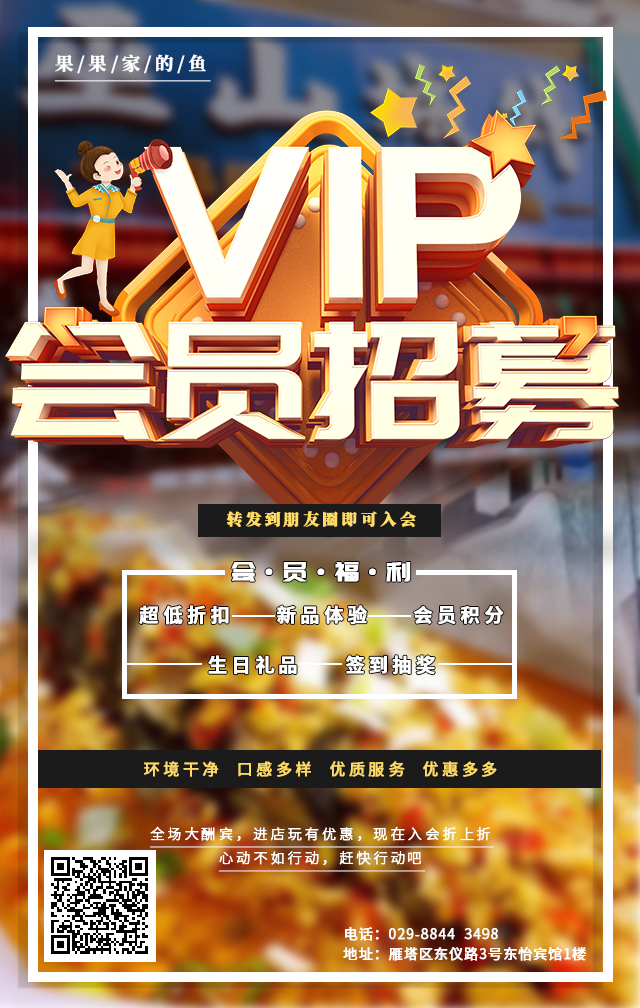 果/果/家/的/鱼
VIP
会员招募
转发到朋友圈即可入会
会·员·福·利
超低折扣——新品体验——会员积分
生日礼品——签到抽奖
环境干净 口感多样 优质服务 优惠多多
全场大酬宾，进店玩有优惠，现在入会折上折
心动不如行动，赶快行动吧
电话：029-8844 3498
地址：雁塔区东仪路3号东怡宾馆1楼